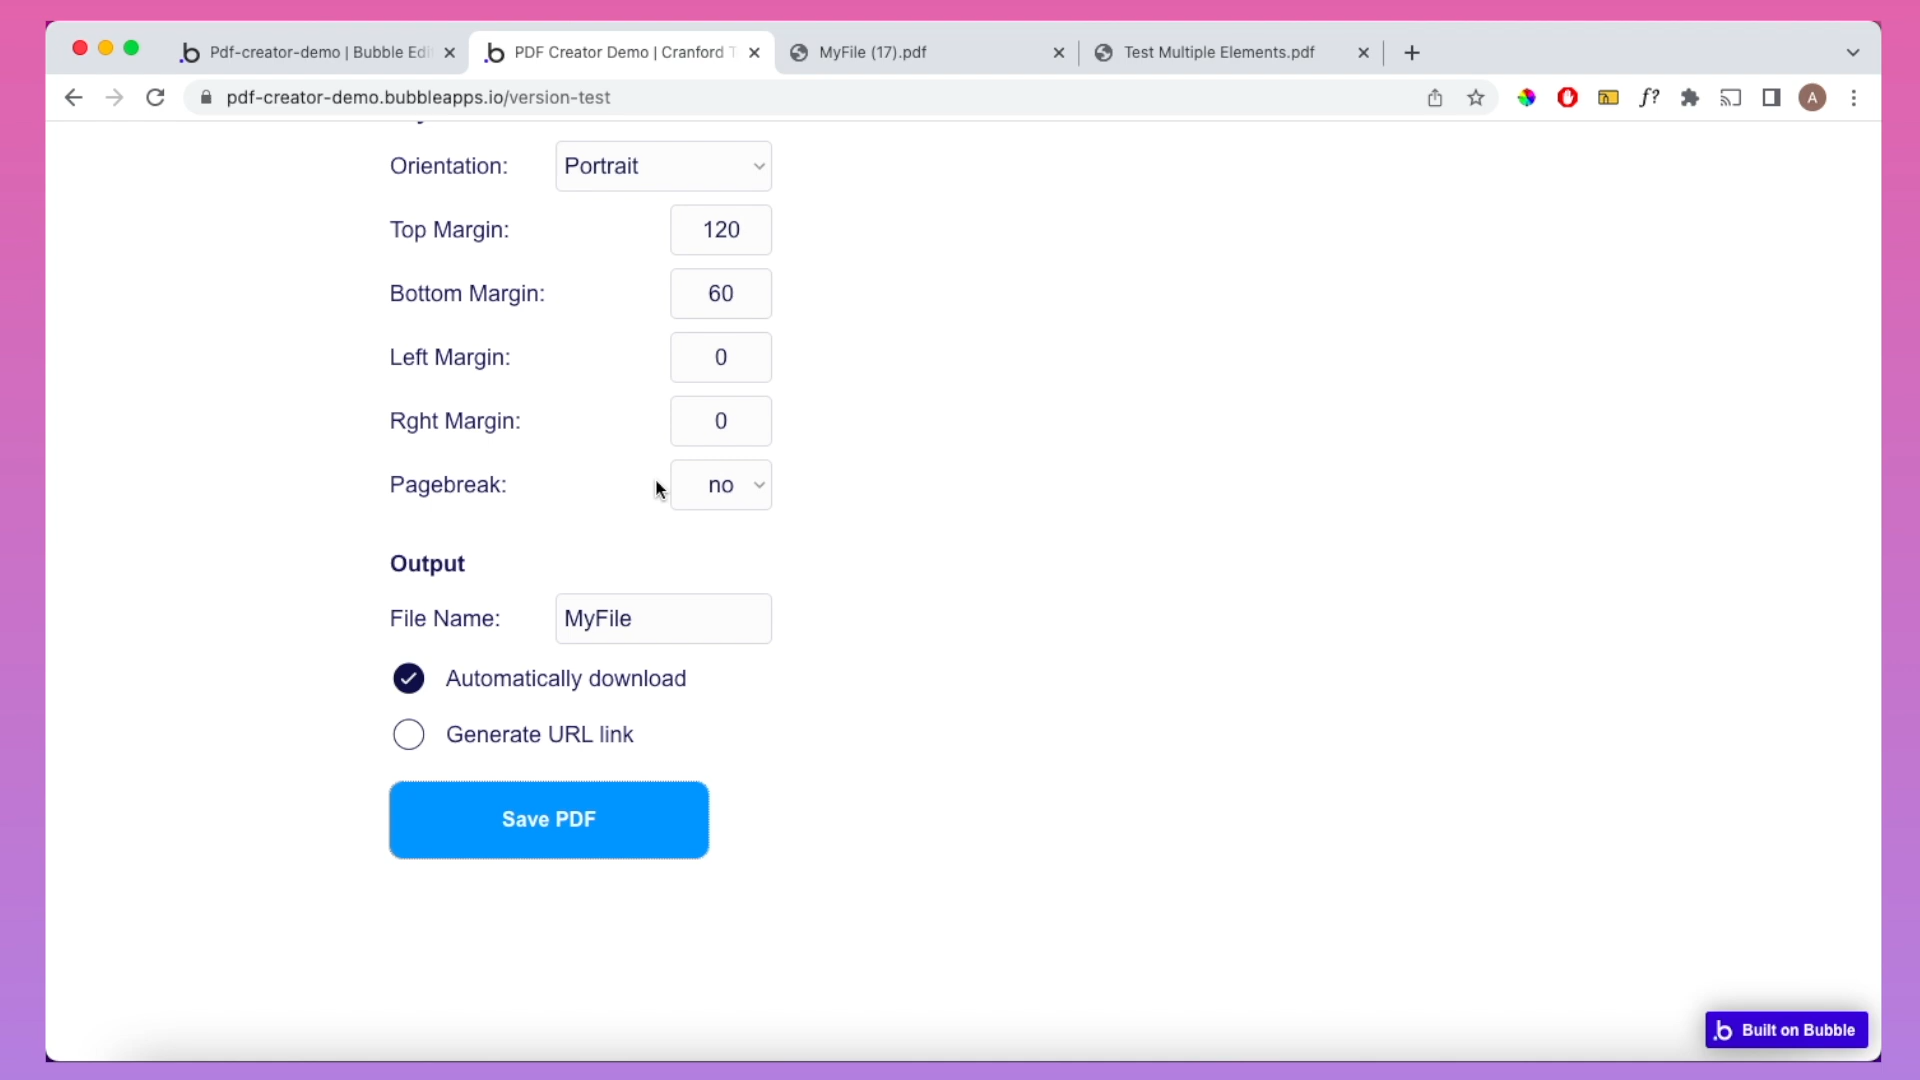 Pdf-creator-demo | Bubble Edi
PDF Creator Demo | Cranford T
MyFile (17).pdf
Test Multiple Elements.pdf
pdf-creator-demo.bubbleapps.io/version-test
f?
A
Orientation:
Portrait
Top Margin:
120
Bottom Margin:
60
Left Margin:
0
Rght Margin:
0
Pagebreak:
no
Output
File Name:
MyFile
Automatically download
Generate URL link
Save PDF
Built on Bubble